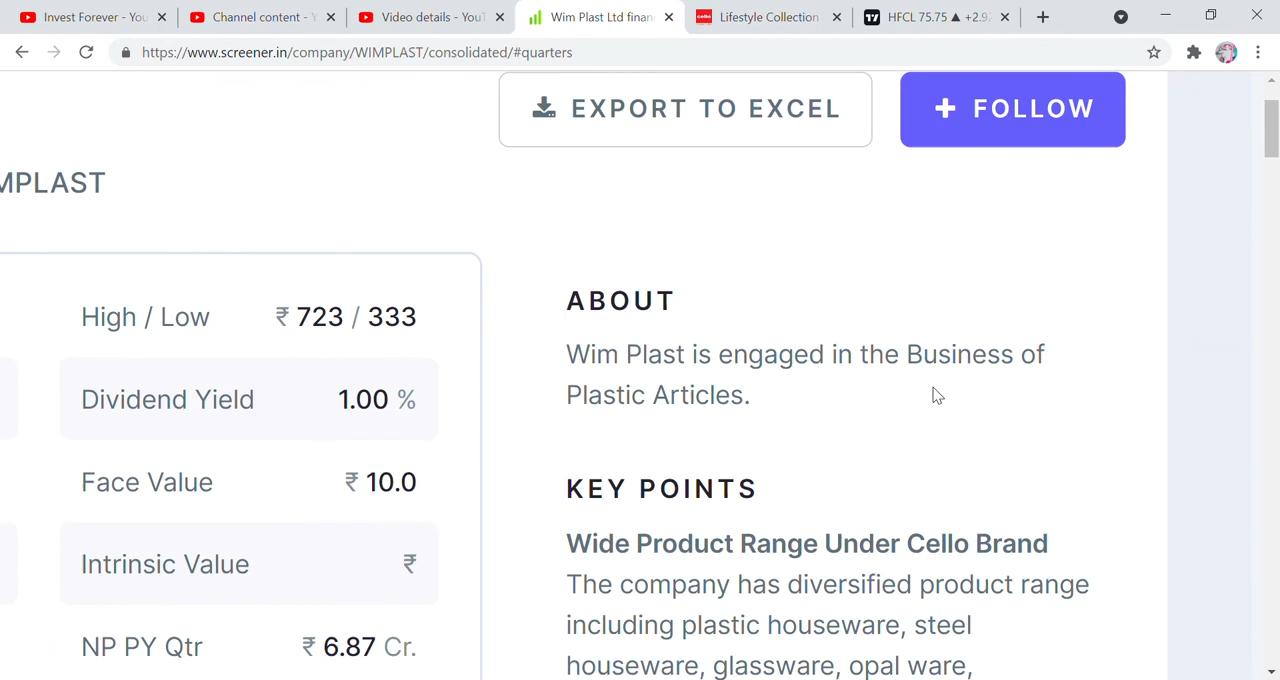 Invest Forever - You
Channel content - Y
Video details - YouT
Wim Plast Ltd finan
cello
Lifestyle Collection
HFCL 75.75 ▲ +2.92
https://www.screener.in/company/WIMPLAST/consolidated/#quarters
EXPORT TO EXCEL
+ FOLLOW
MPLAST
High / Low ₹ 723 / 333
Dividend Yield 1.00 %
Face Value ₹ 10.0
Intrinsic Value ₹
NP PY Qtr ₹ 6.87 Cr.
ABOUT
Wim Plast is engaged in the Business of
Plastic Articles.
KEY POINTS
Wide Product Range Under Cello Brand
The company has diversified product range
including plastic houseware, steel
houseware, glassware, opal ware,